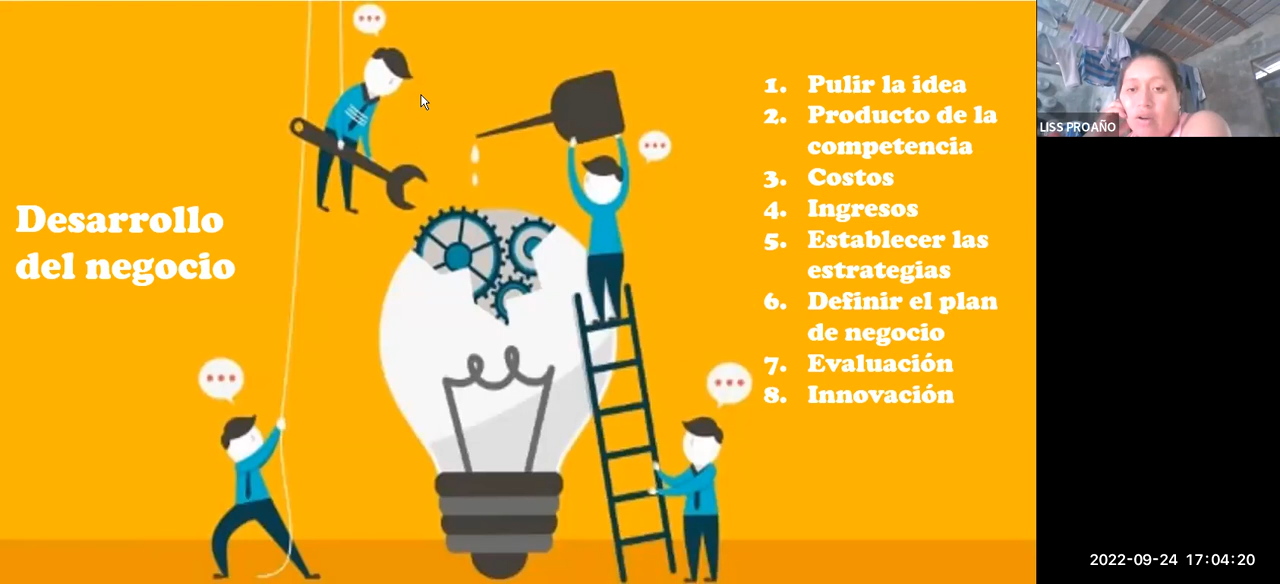 Desarrollo
del negocio
1. Pulir la idea
2. Producto de la
competencia
3. Costos
4. Ingresos
5. Establecer las
estrategias
6. Definir el plan
de negocio
7. Evaluación
8. Innovación
LISS PROAÑO
2022-09-24 17:04:20